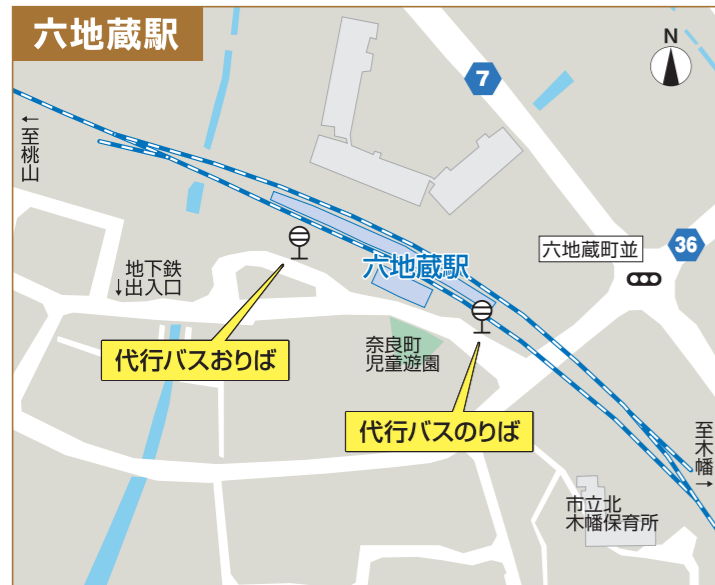 六地蔵駅
N
7
←至桃山
六地蔵町並
36
地下鉄
↓出入口
六地蔵駅
代行バスおりば
奈良町
児童遊園
代行バスのりば
至木幡→
市立北
木幡保育所